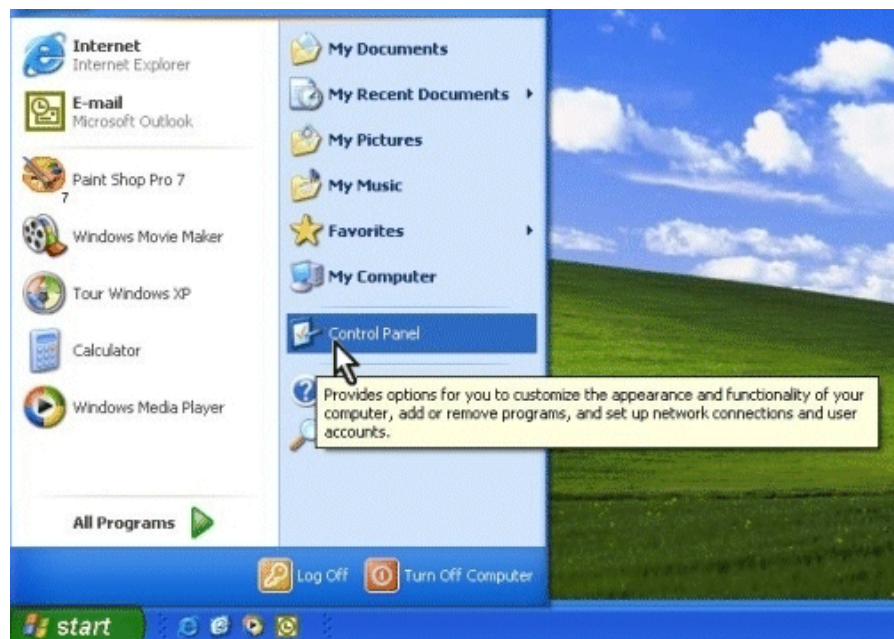 Internet
Internet Explorer
E-mail
Microsoft Outlook
Paint Shop Pro 7
7
Windows Movie Maker
Tour Windows XP
Calculator
Windows Media Player
All Programs
My Documents
My Recent Documents
My Pictures
My Music
Favorites
My Computer
Control Panel
Provides options for you to customize the appearance and functionality of your
computer, add or remove programs, and set up network connections and user
accounts.
Log Off
Turn Off Computer
start